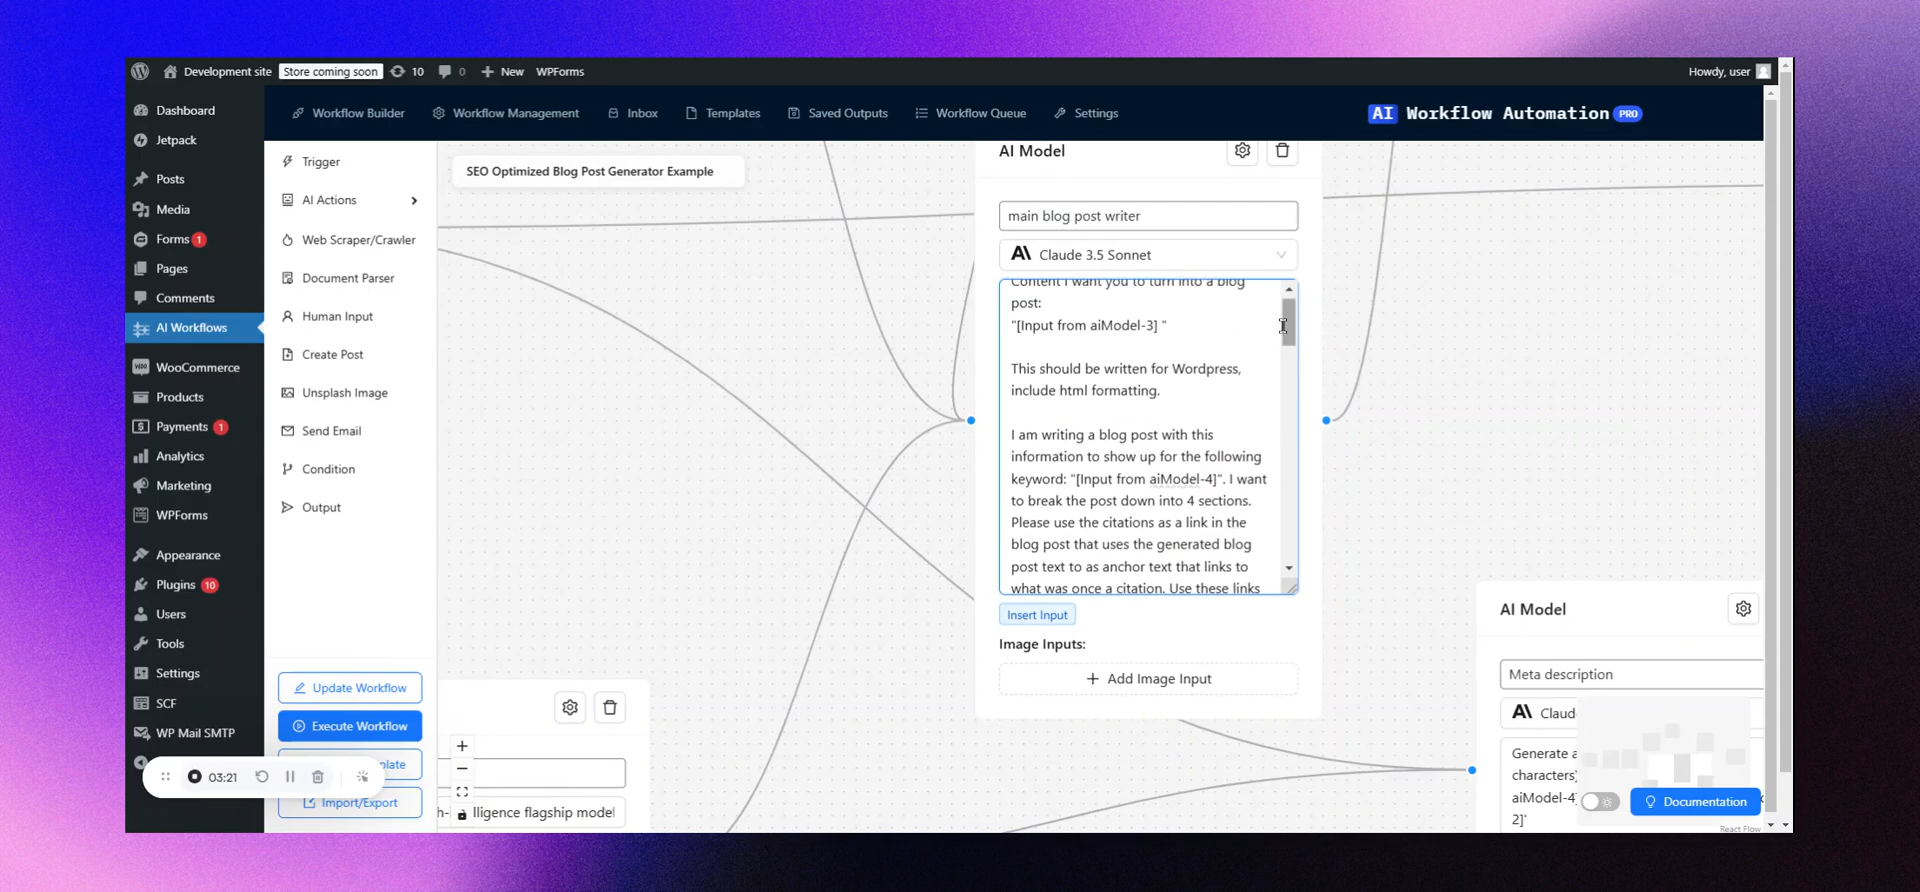 Development site
Store coming soon
10
0
New
WPForms
Howdy, user
Dashboard
Jetpack
Posts
Media
Forms 1
Pages
Comments
AI Workflows
WooCommerce
Products
Payments 1
Analytics
Marketing
WPForms
Appearance
Plugins 10
Users
Tools
Settings
SCF
WP Mail SMTP
03:21
Workflow Builder
Workflow Management
Inbox
Templates
Saved Outputs
Workflow Queue
Settings
AI Workflow Automation PRO
Trigger
AI Actions
Web Scraper/Crawler
Document Parser
Human Input
Create Post
Unsplash Image
Send Email
Condition
Output
Update Workflow
Execute Workflow
plate
Import/Export
SEO Optimized Blog Post Generator Example
AI Model
main blog post writer
Claude 3.5 Sonnet
Content I want you to turn into a blog
post:
"[Input from aiModel-3] "
This should be written for Wordpress,
include html formatting.
I am writing a blog post with this
information to show up for the following
keyword: "[Input from aiModel-4]". I want
to break the post down into 4 sections.
Please use the citations as a link in the
blog post that uses the generated blog
post text to as anchor text that links to
what was once a citation. Use these links
Insert Input
Image Inputs:
Add Image Input
lligence flagship model
AI Model
Meta description
Claud
Generate a
characters)
aiModel-4]
2]'
Documentation
React Flow